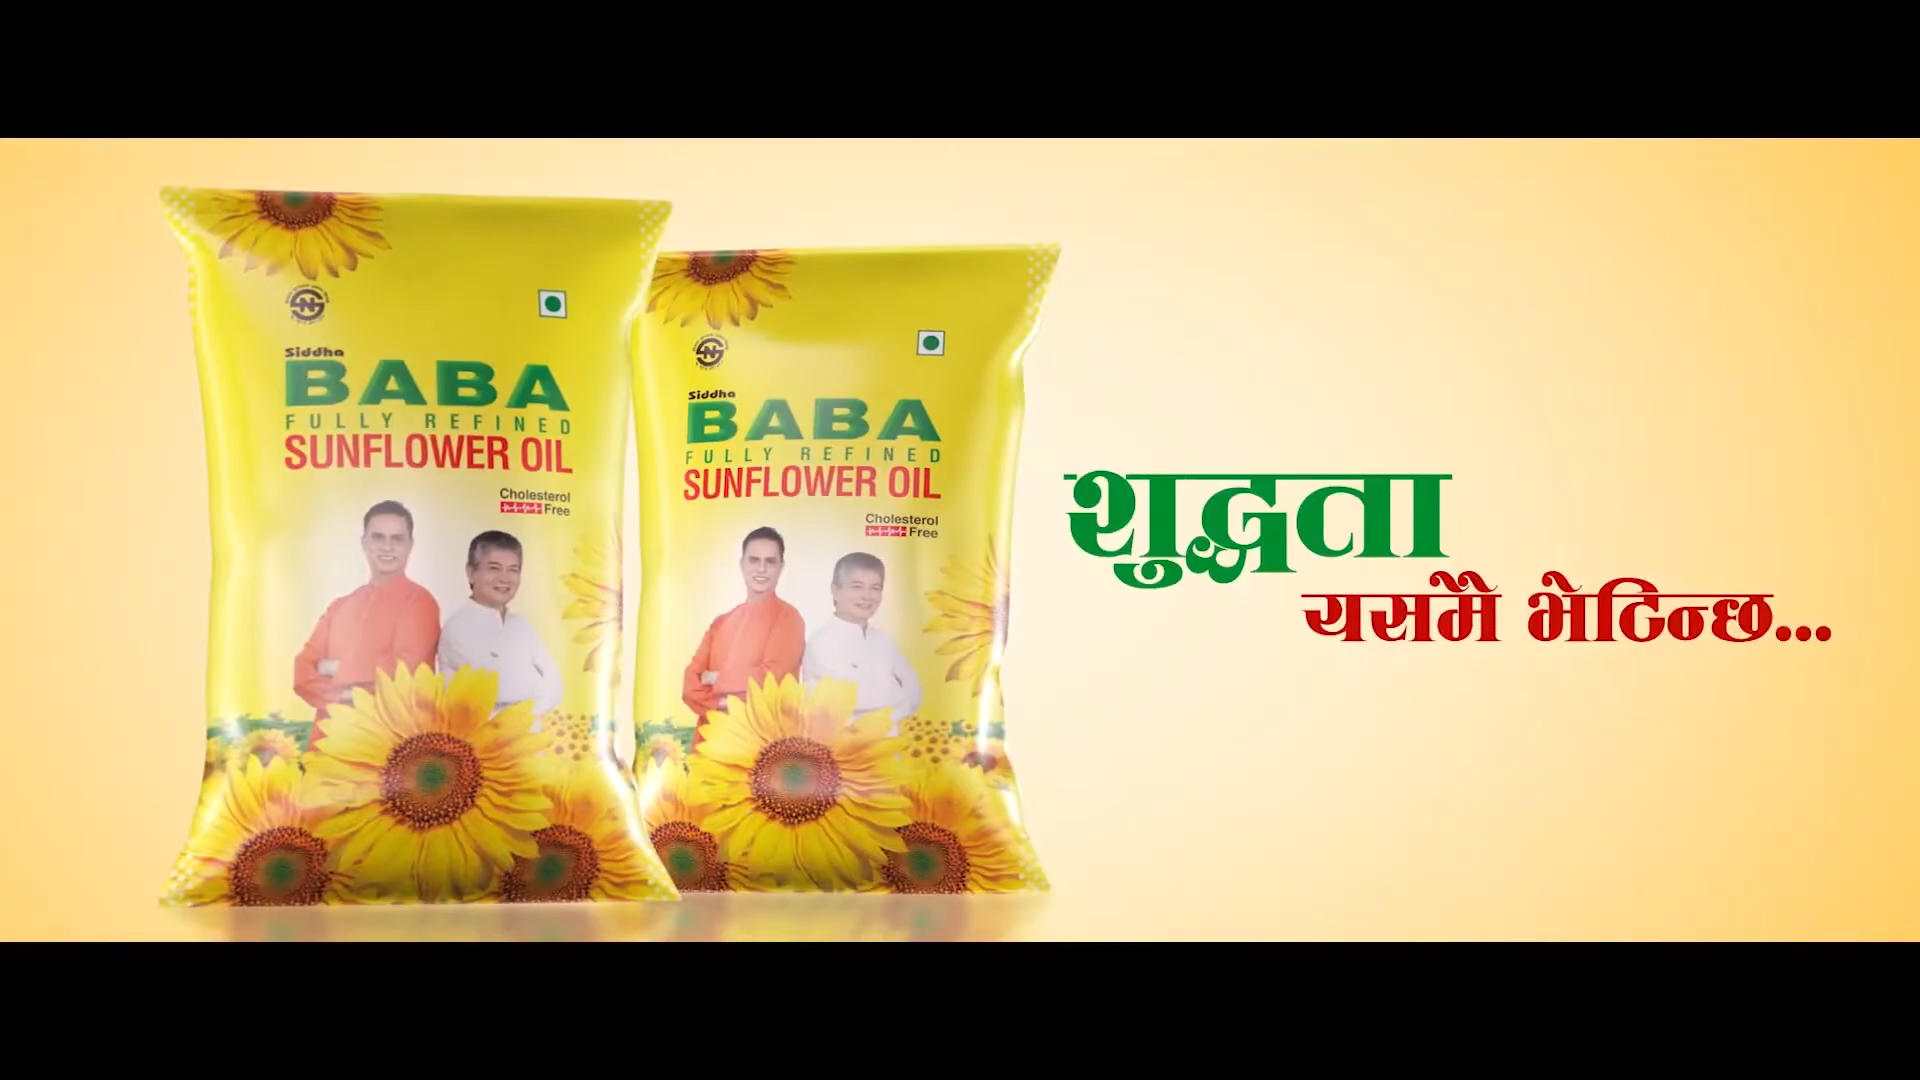 Siddha
BABA
FULLY REFINED
SUNFLOWER OIL
Cholesterol
Free
Siddha
BABA
FULLY REFINED
SUNFLOWER OIL
Cholesterol
Free
शुद्धता
यसमै भेटिन्छ...